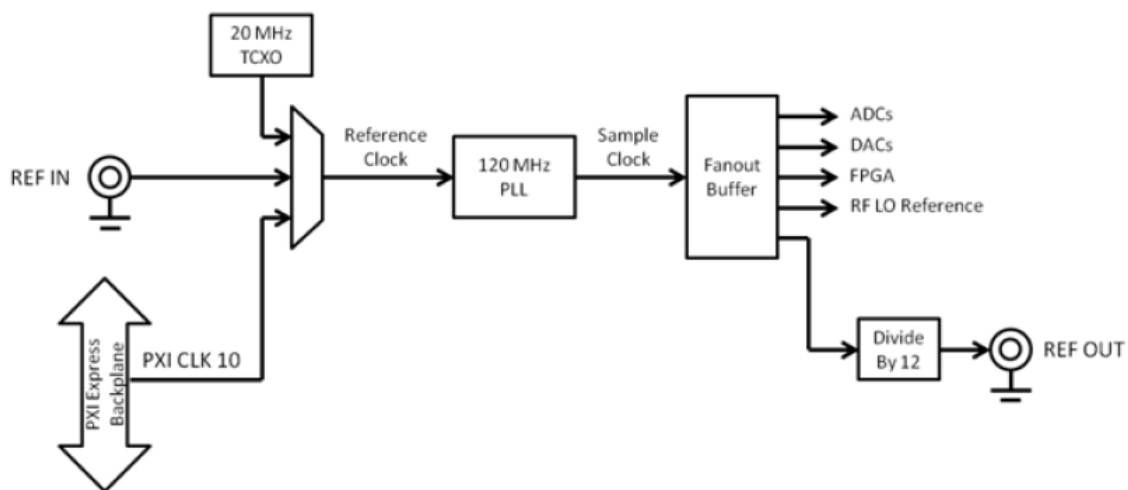 20 MHz
TCXO
REF IN
Reference
Clock
120 MHz
PLL
Sample
Clock
Fanout
Buffer
ADCs
DACs
FPGA
RF LO Reference
PXI Express
Backplane
PXI CLK 10
Divide
By 12
REF OUT